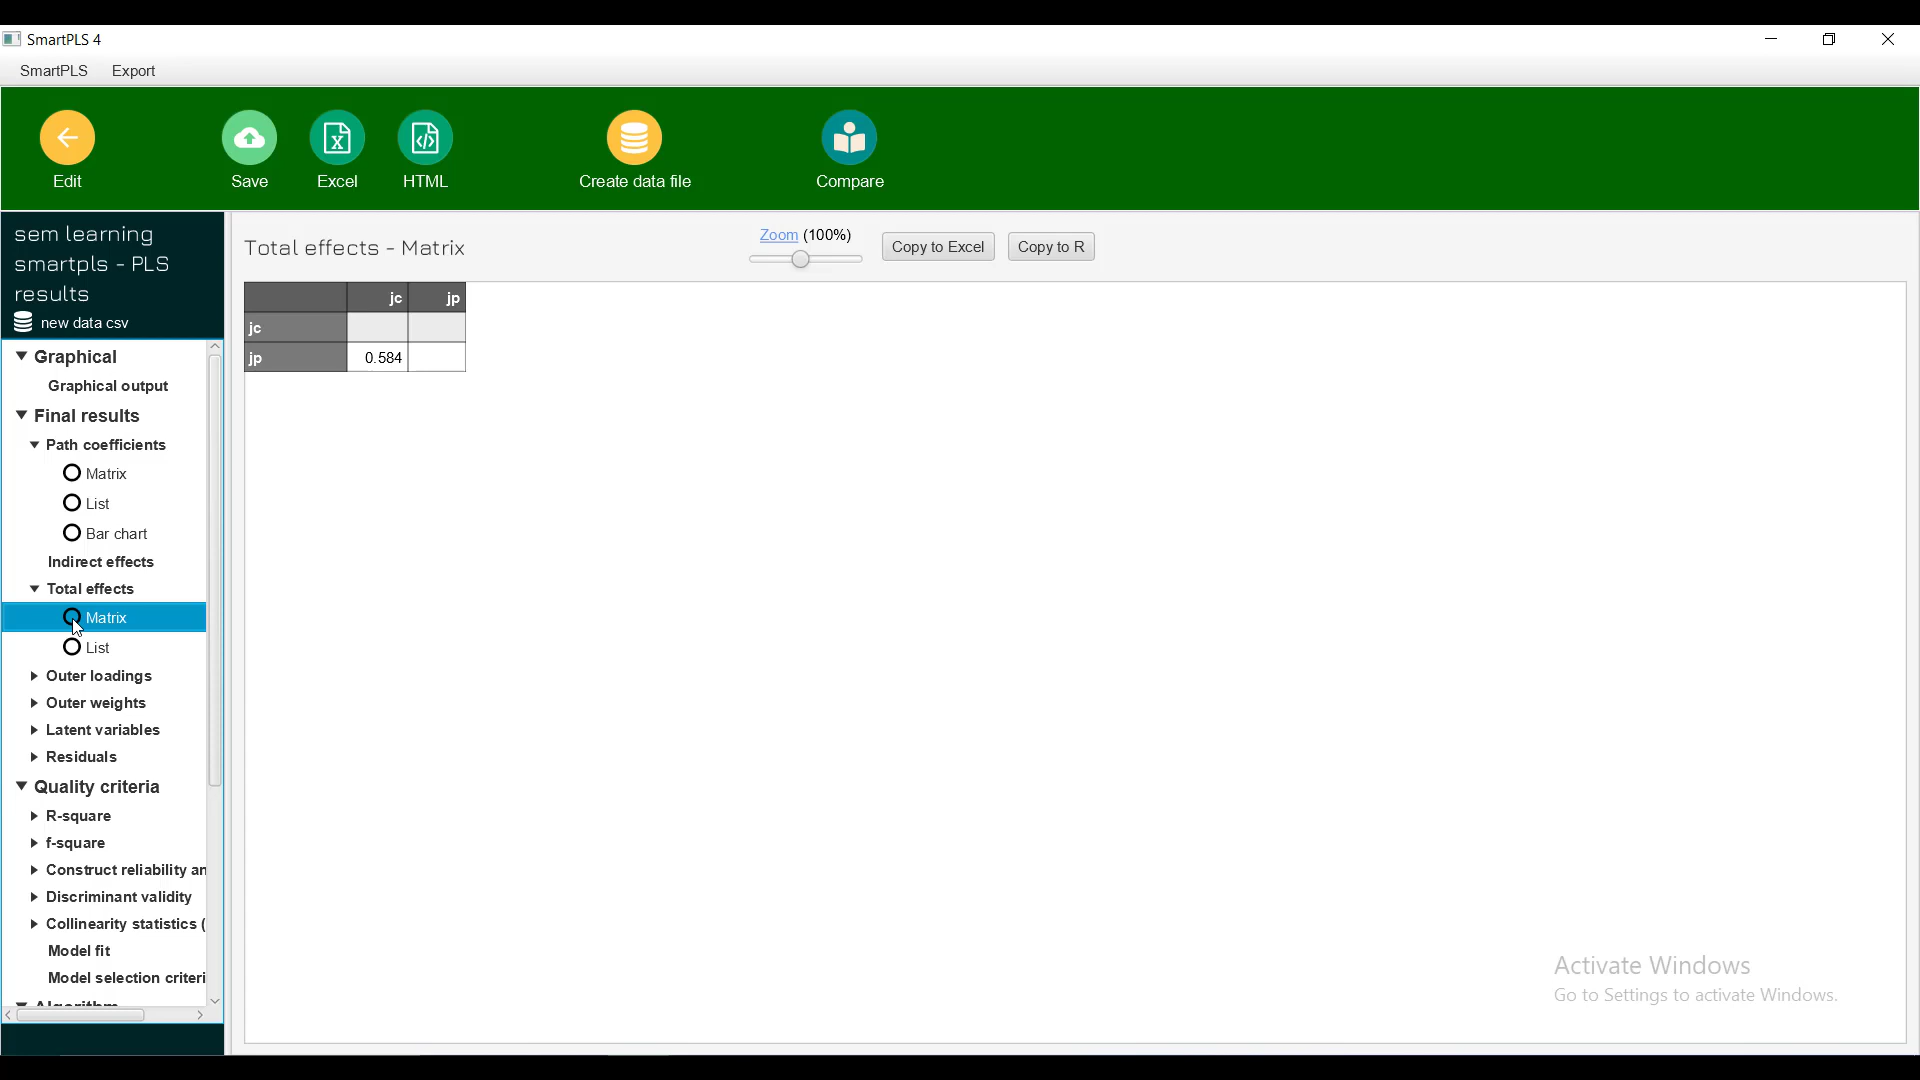 SmartPLS 4
SmartPLS Export
Edit
Save
Excel
HTML
Create data file
Compare
sem learning
smartpls - PLS
results
new data csv
Graphical
Graphical output
Final results
Path coefficients
Matrix
List
Bar chart
Indirect effects
Total effects
Matrix
List
Outer loadings
Outer weights
Latent variables
Residuals
Quality criteria
R-square
f-square
Construct reliability an
Discriminant validity
Collinearity statistics (
Model fit
Model selection criteri
Total effects - Matrix
Zoom (100%)
Copy to Excel
Copy to R
jc jp
jc
jp 0.584
Activate Windows
Go to Settings to activate Windows.